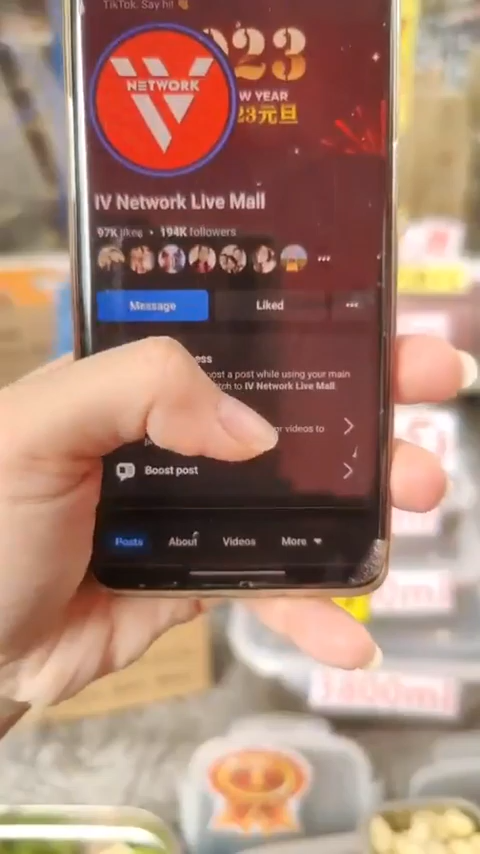 TikTok. Say hi! 👋
2023
W YEAR
23元旦
NETWORK
IV Network Live Mall
97K likes • 194K followers
Message
Liked
ess
ost a post while using your main
tch to IV Network Live Mall.
or videos to
Boost post
Posts
About
Videos
More
1800ml